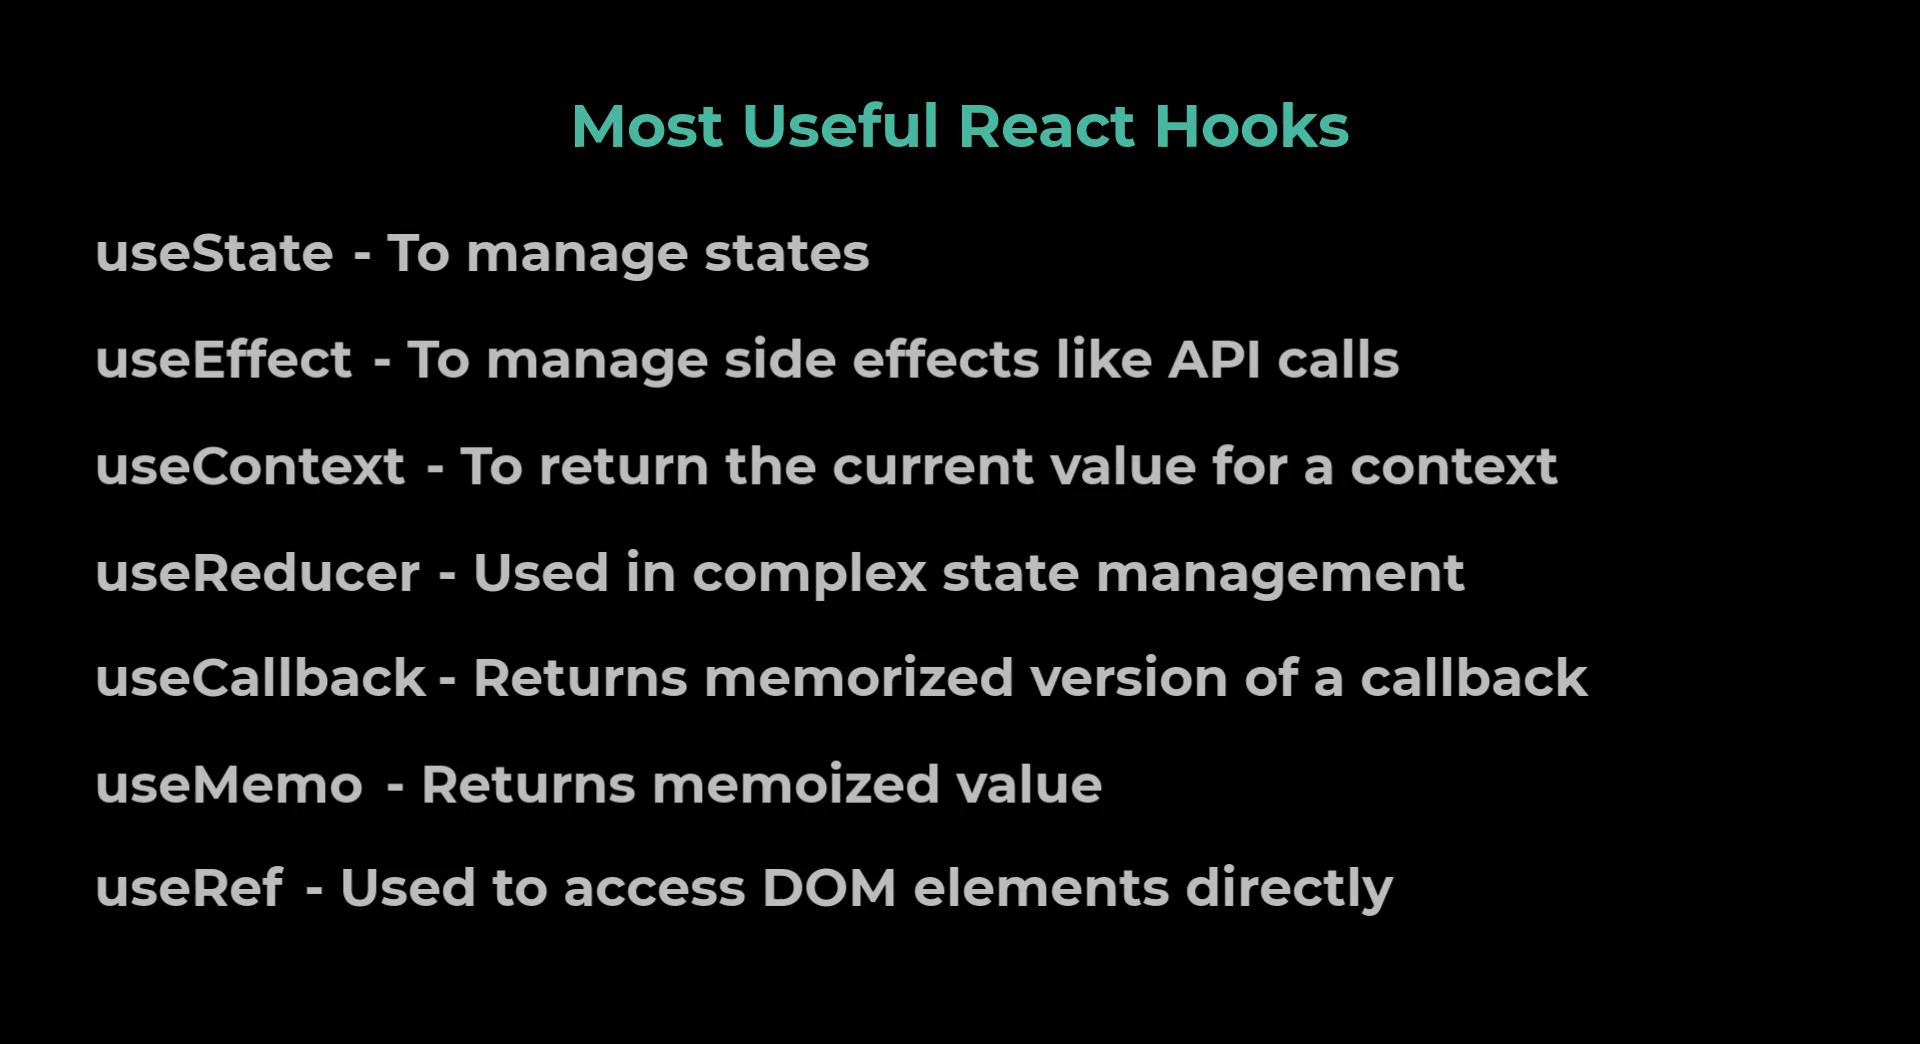 Most Useful React Hooks
useState - To manage states
useEffect - To manage side effects like API calls
useContext - To return the current value for a context
useReducer - Used in complex state management
useCallback - Returns memorized version of a callback
useMemo - Returns memoized value
useRef - Used to access DOM elements directly